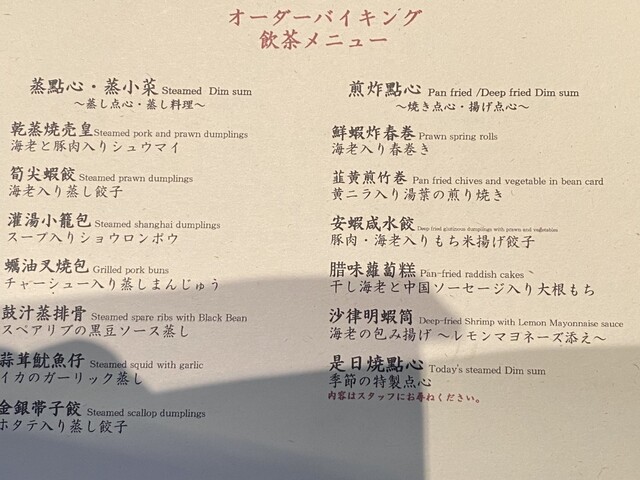 オーダーバイキング
飲茶メニュー
蒸點心・蒸小菜 Steamed Dim sum
～蒸し点心・蒸し料理～
乾蒸焼売皇 Steamed pork and prawn dumplings
海老と豚肉入りシュウマイ
筍尖蝦餃 Steamed prawn dumplings
海老入り蒸し餃子
灌湯小籠包 Steamed shanghai dumplings
スープ入りショウロンポウ
蠣油叉焼包 Grilled pork buns
チャーシュー入り蒸しまんじゅう
鼓汁蒸排骨 Steamed spare ribs with Black Bean
スペアリブの黒豆ソース蒸し
蒜茸魷魚仔 Steamed squid with garlic
イカのガーリック蒸し
金銀帯子餃 Steamed scallop dumplings
ホタテ入り蒸し餃子
煎炸點心 Pan fried /Deep fried Dim sum
～焼き点心・揚げ点心～
鮮蝦炸春巻 Prawn spring rolls
海老入り春巻き
韮黄煎竹巻 Pan fried chives and vegetable in bean card
黄ニラ入り湯葉の煎り焼き
安蝦咸水餃 Deep fried glutinous dumplings with prawn and vegetables
豚肉・海老入りもち米揚げ餃子
腊味蘿蔔糕 Pan-fried raddish cakes
干し海老と中国ソーセージ入り大根もち
沙律明蝦筒 Deep-fried Shrimp with Lemon Mayonnaise sauce
海老の包み揚げ ～レモンマヨネーズ添え～
是日焼點心 Today's steamed Dim sum
季節の特製点心
内容はスタッフにお尋ねください。